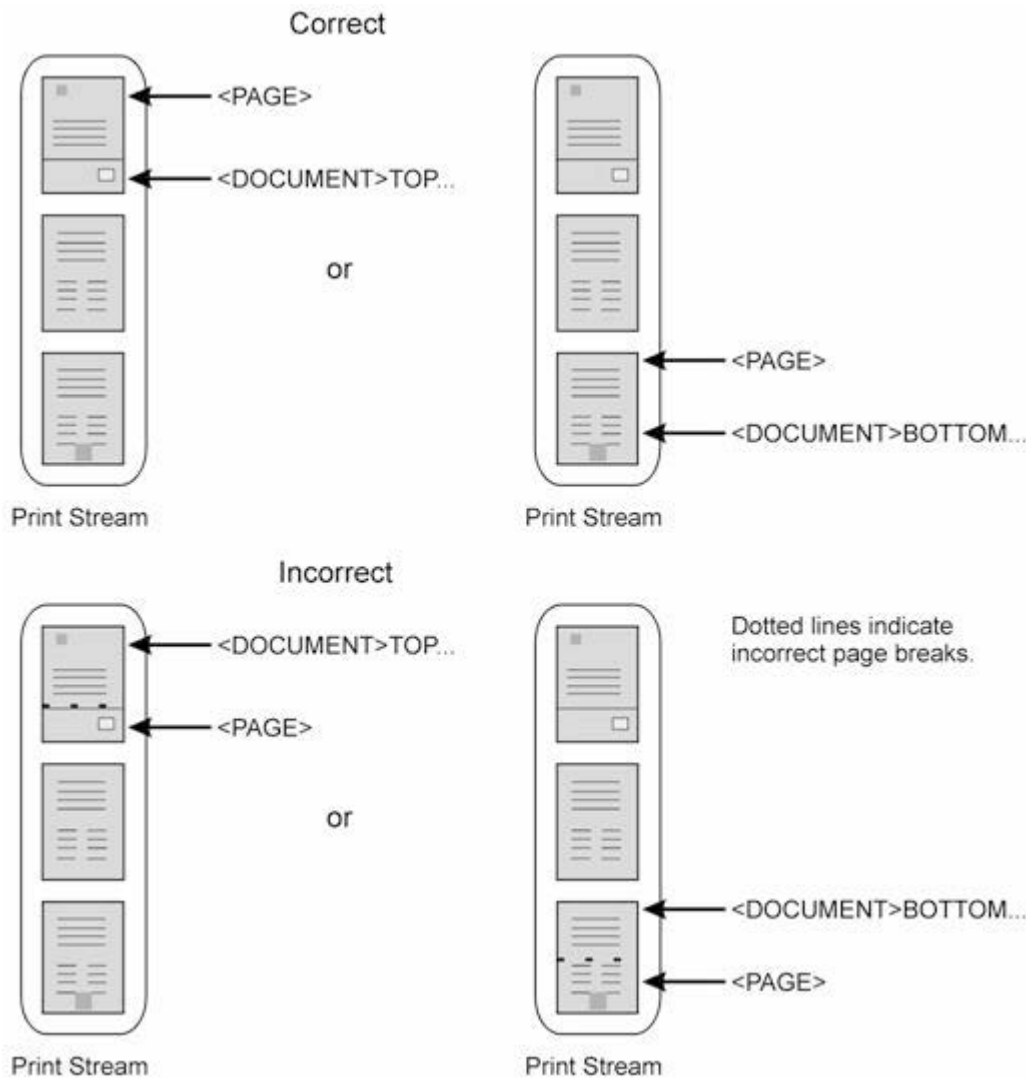 Correct
<PAGE>
<DOCUMENT>TOP...
or
<PAGE>
<DOCUMENT>BOTTOM...
Print Stream
Print Stream
Incorrect
<DOCUMENT>TOP...
<PAGE>
or
Dotted lines indicate
incorrect page breaks.
<DOCUMENT>BOTTOM...
<PAGE>
Print Stream
Print Stream